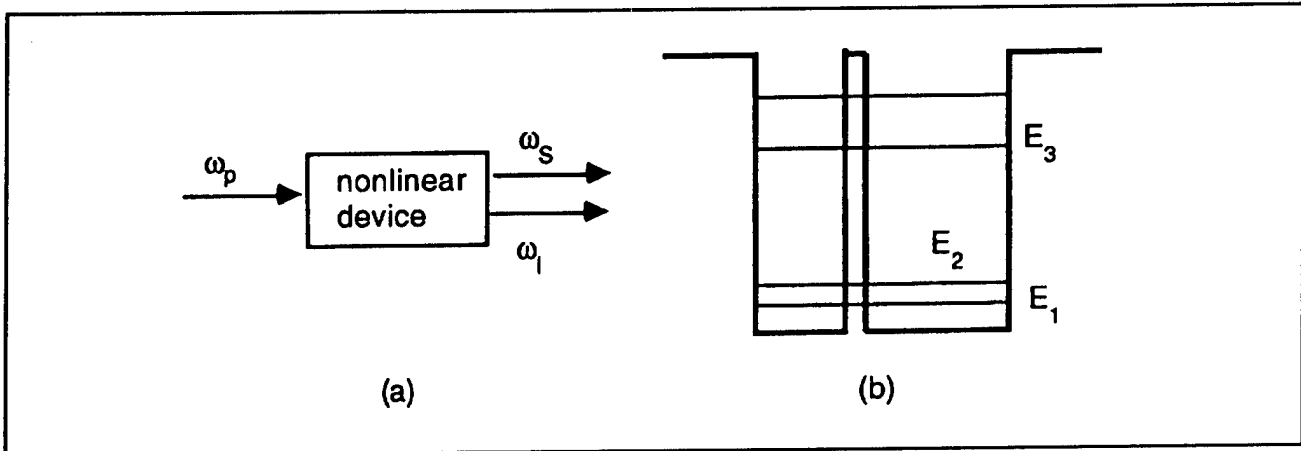 ω_p
nonlinear
device
ω_S
ω_I
(a)
E_3
E_2
E_1
(b)